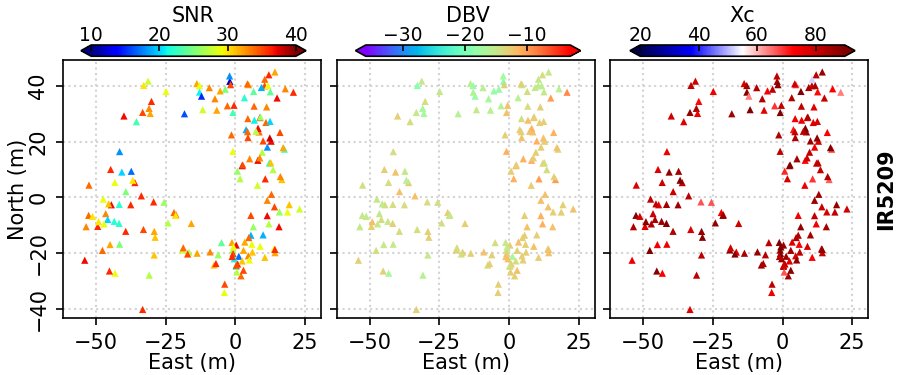 SNR DBV Xc
10 20 30 40 −30 −20 −10 20 40 60 80
40
20
0
−20
−40
North (m)
IR5209
−50 −25 0 25 −50 −25 0 25 −50 −25 0 25
East (m) East (m) East (m)